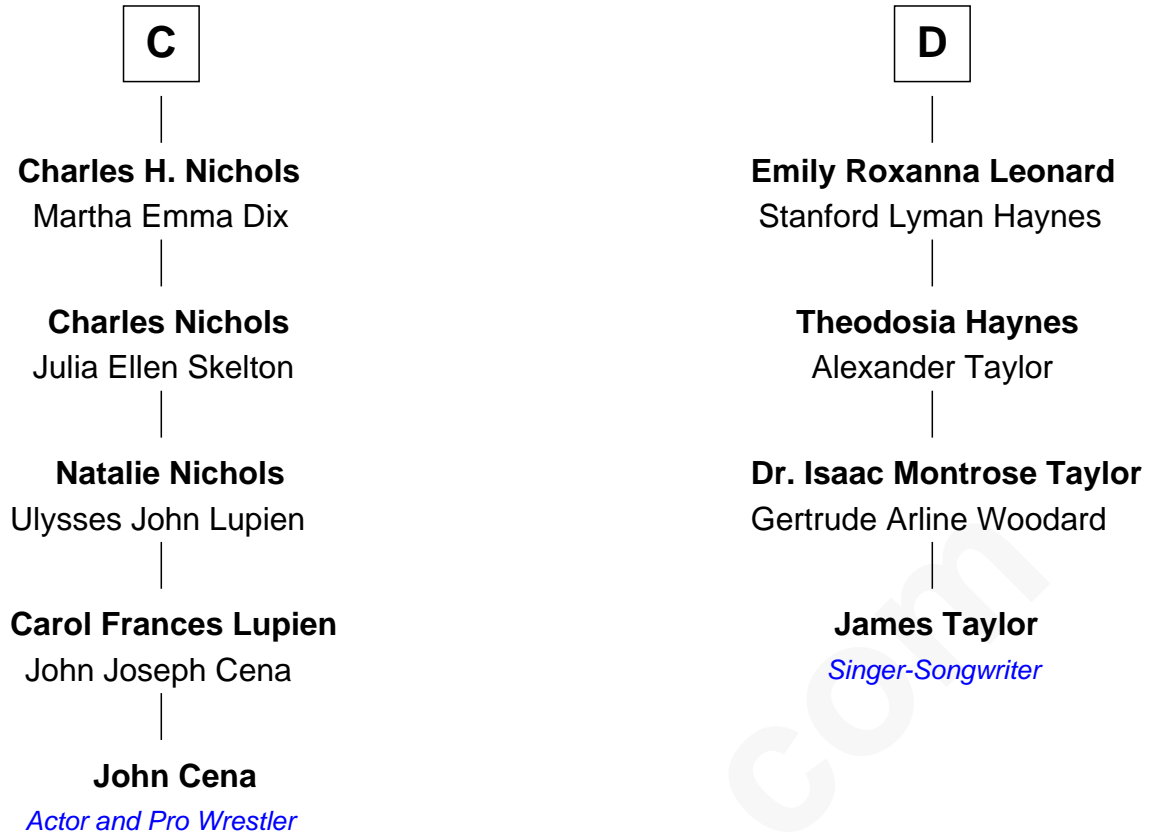 C
Charles H. Nichols
Martha Emma Dix
Charles Nichols
Julia Ellen Skelton
Natalie Nichols
Ulysses John Lupien
Carol Frances Lupien
John Joseph Cena
John Cena
Actor and Pro Wrestler
D
Emily Roxanna Leonard
Stanford Lyman Haynes
Theodosia Haynes
Alexander Taylor
Dr. Isaac Montrose Taylor
Gertrude Arline Woodard
James Taylor
Singer-Songwriter
com